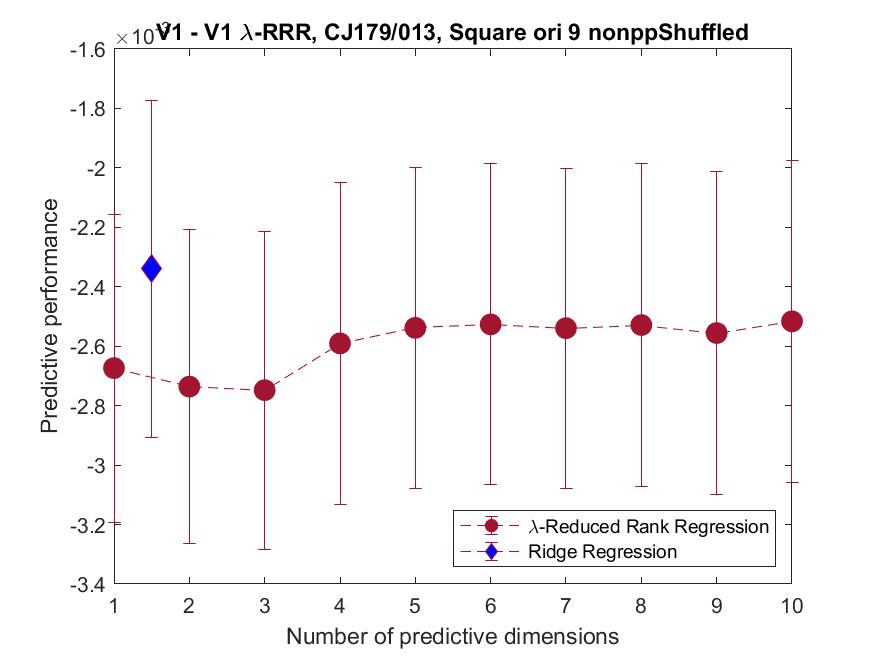 ×10-3
V1 - V1 λ-RRR, CJ179/013, Square ori 9 nonppShuffled
-1.6
-1.8
-2
-2.2
-2.4
-2.6
-2.8
-3
-3.2
-3.4
Predictive performance
λ-Reduced Rank Regression
Ridge Regression
1 2 3 4 5 6 7 8 9 10
Number of predictive dimensions